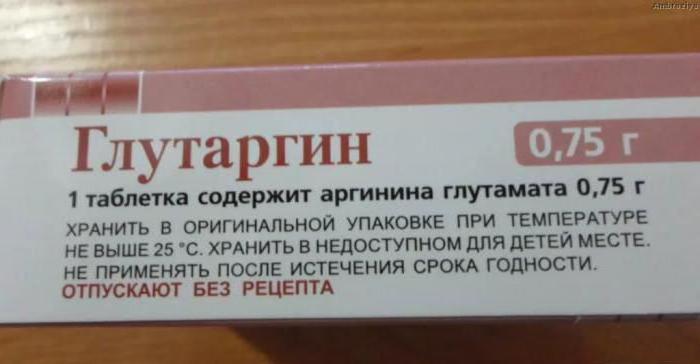 Ambroziya
Глутаргин
0,75 г
1 таблетка содержит аргинина глутамата 0,75 г
ХРАНИТЬ В ОРИГИНАЛЬНОЙ УПАКОВКЕ ПРИ ТЕМПЕРАТУРЕ
НЕ ВЫШЕ 25 °С. ХРАНИТЬ В НЕДОСТУПНОМ ДЛЯ ДЕТЕЙ МЕСТЕ.
НЕ ПРИМЕНЯТЬ ПОСЛЕ ИСТЕЧЕНИЯ СРОКА ГОДНОСТИ.
ОТПУСКАЮТ БЕЗ РЕЦЕПТА